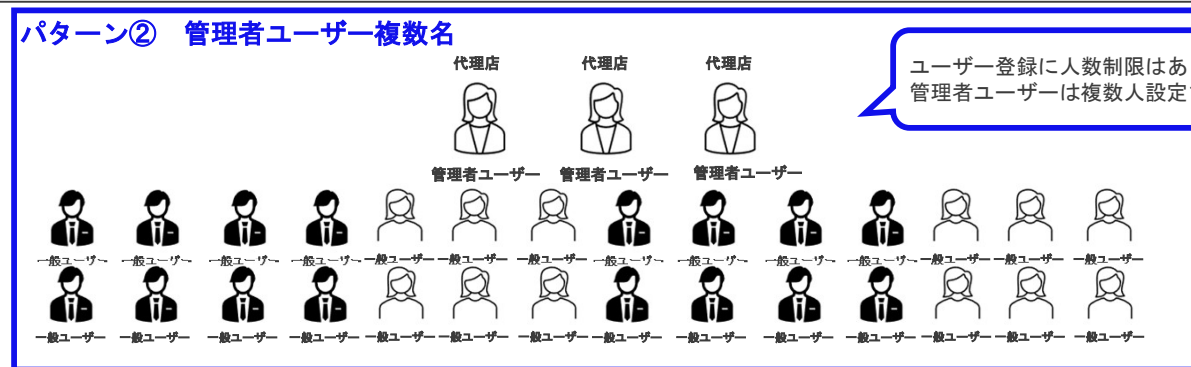 パターン② 管理者ユーザー複数名
代理店 代理店 代理店
ユーザー登録に人数制限はあ
管理者ユーザーは複数人設定
管理者ユーザー 管理者ユーザー 管理者ユーザー
一般ユーザー 一般ユーザー 一般ユーザー 一般ユーザー 一般ユーザー 一般ユーザー 一般ユーザー 一般ユーザー 一般ユーザー 一般ユーザー 一般ユーザー 一般ユーザー 一般ユーザー 一般ユーザー
一般ユーザー 一般ユーザー 一般ユーザー 一般ユーザー 一般ユーザー 一般ユーザー 一般ユーザー 一般ユーザー 一般ユーザー 一般ユーザー 一般ユーザー 一般ユーザー 一般ユーザー 一般ユーザー